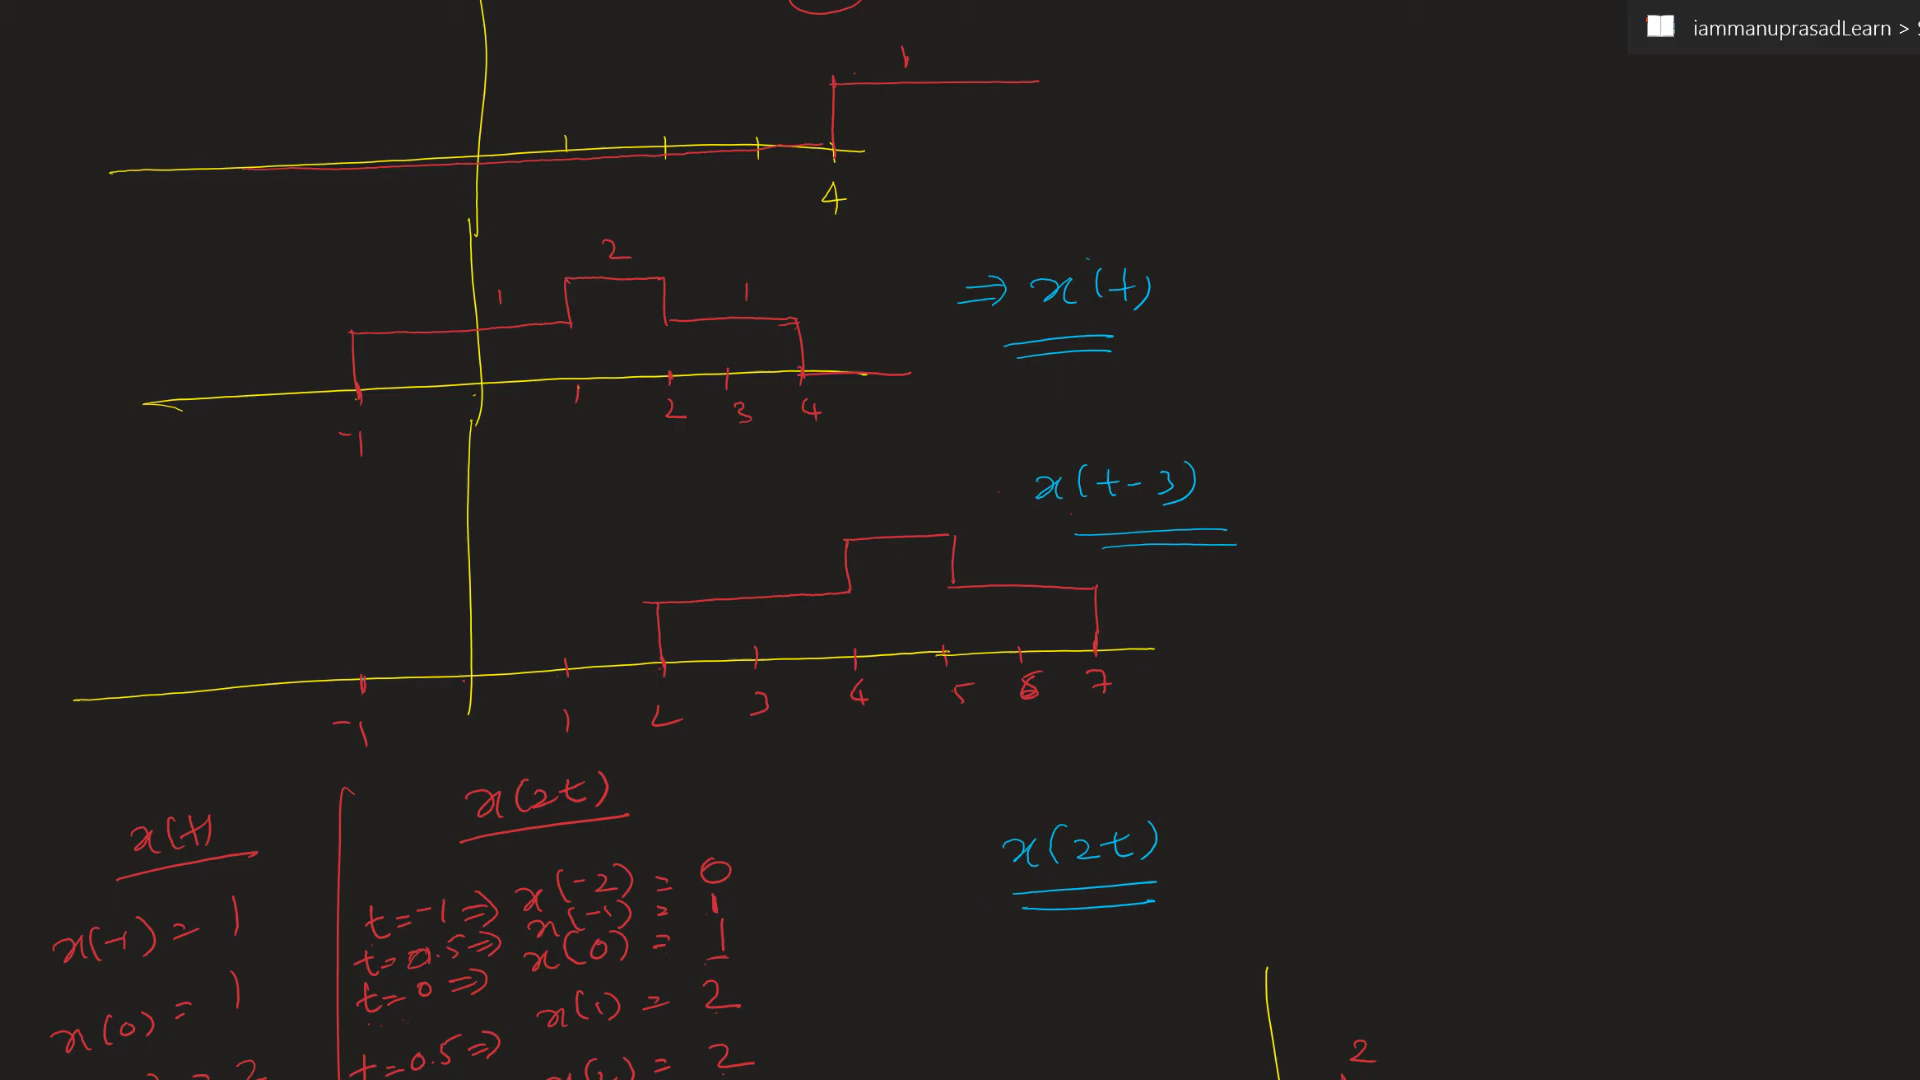 iammanuprasadLearn >
1
4
2
1 1
⇒ x(t)
-1 1 2 3 4
x(t-3)
-1 1 2 3 4 5 6 7
x(t)
x(-1) = 1
x(0) = 1
x(2t)
t=-1 ⇒ x(-2) = 0
t=0.5 ⇒ x(-1) = 1
t=0 ⇒ x(0) = 1
t=0.5 ⇒ x(1) = 2
= 2
x(2t)
2